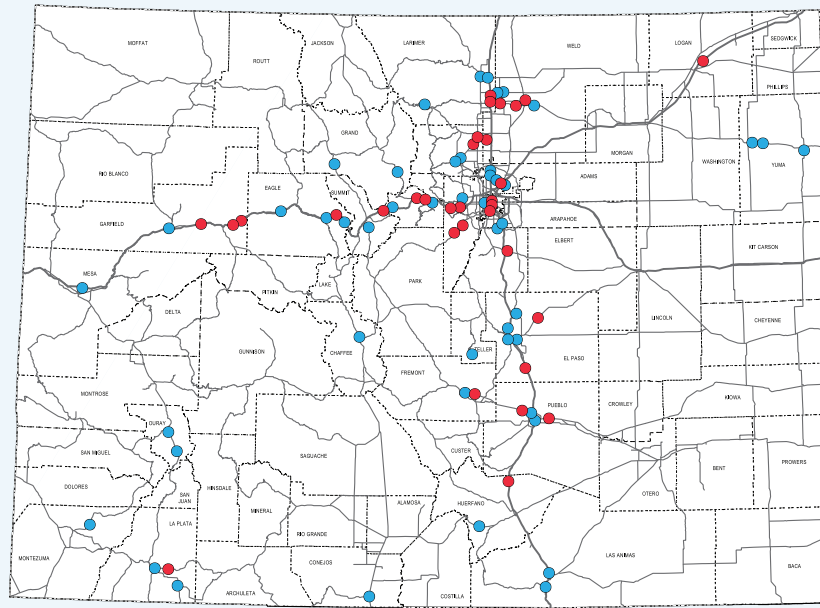 MOFFAT
ROUTT
JACKSON
LARIMER
WELD
LOGAN
SEDGWICK
PHILLIPS
GRAND
MORGAN
WASHINGTON
YUMA
RIO BLANCO
EAGLE
SUMMIT
ADAMS
GARFIELD
ARAPAHOE
ELBERT
KIT CARSON
MESA
PITKIN
LAKE
PARK
DELTA
LINCOLN
CHEYENNE
GUNNISON
CHAFFEE
TELLER
EL PASO
FREMONT
MONTROSE
KIOWA
PUEBLO
CROWLEY
OURAY
SAN MIGUEL
SAGUACHE
CUSTER
PROWERS
BENT
DOLORES
HINSDALE
SAN
JUAN
OTERO
ALAMOSA
HUERFANO
MINERAL
LA PLATA
RIO GRANDE
LAS ANIMAS
MONTEZUMA
CONEJOS
BACA
ARCHULETA
COSTILLA